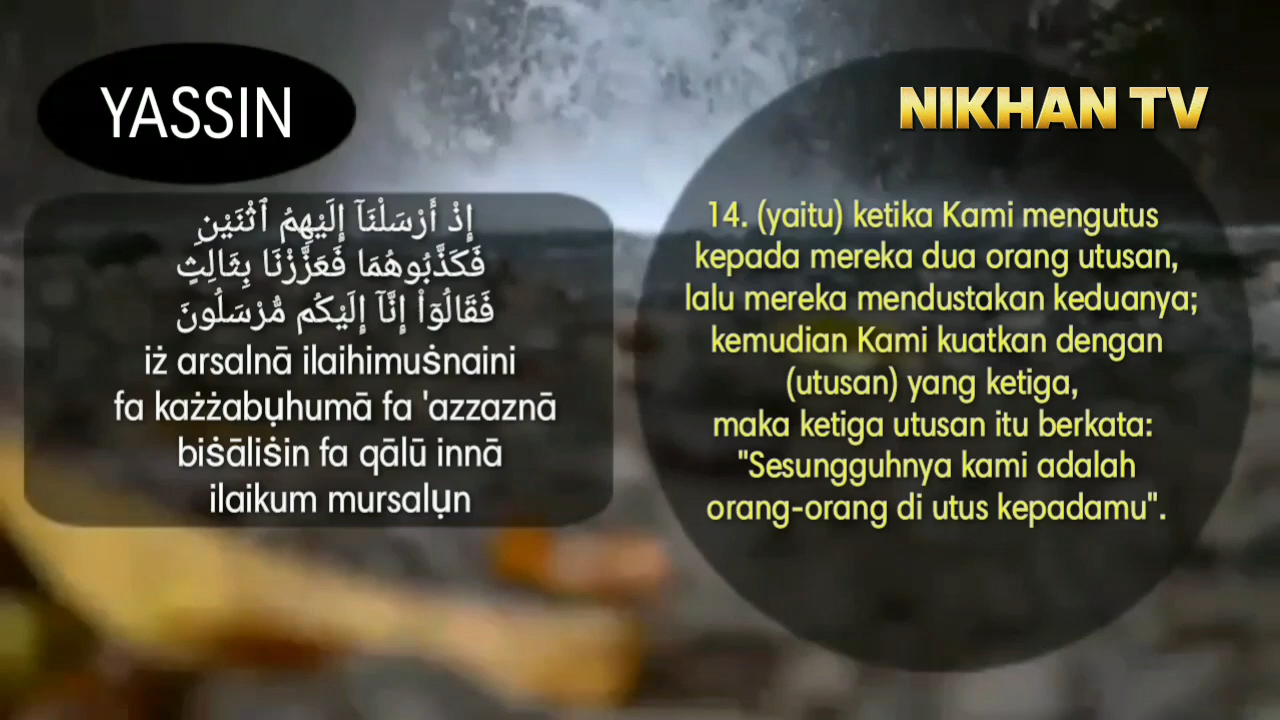 YASSIN
NIKHAN TV
إِذْ أَرْسَلْنَآ إِلَيْهِمُ ٱثْنَيْنِ
فَكَذَّبُوهُمَا فَعَزَّزْنَا بِثَالِثٍ
فَقَالُوٓا۟ إِنَّآ إِلَيْكُم مُّرْسَلُونَ
iż arsalnā ilaihimuṡnaini
fa każżabụhumā fa 'azzaznā
biṡāliṡin fa qālū innā
ilaikum mursalụn
14. (yaitu) ketika Kami mengutus
kepada mereka dua orang utusan,
lalu mereka mendustakan keduanya;
kemudian Kami kuatkan dengan
(utusan) yang ketiga,
maka ketiga utusan itu berkata:
"Sesungguhnya kami adalah
orang-orang di utus kepadamu".